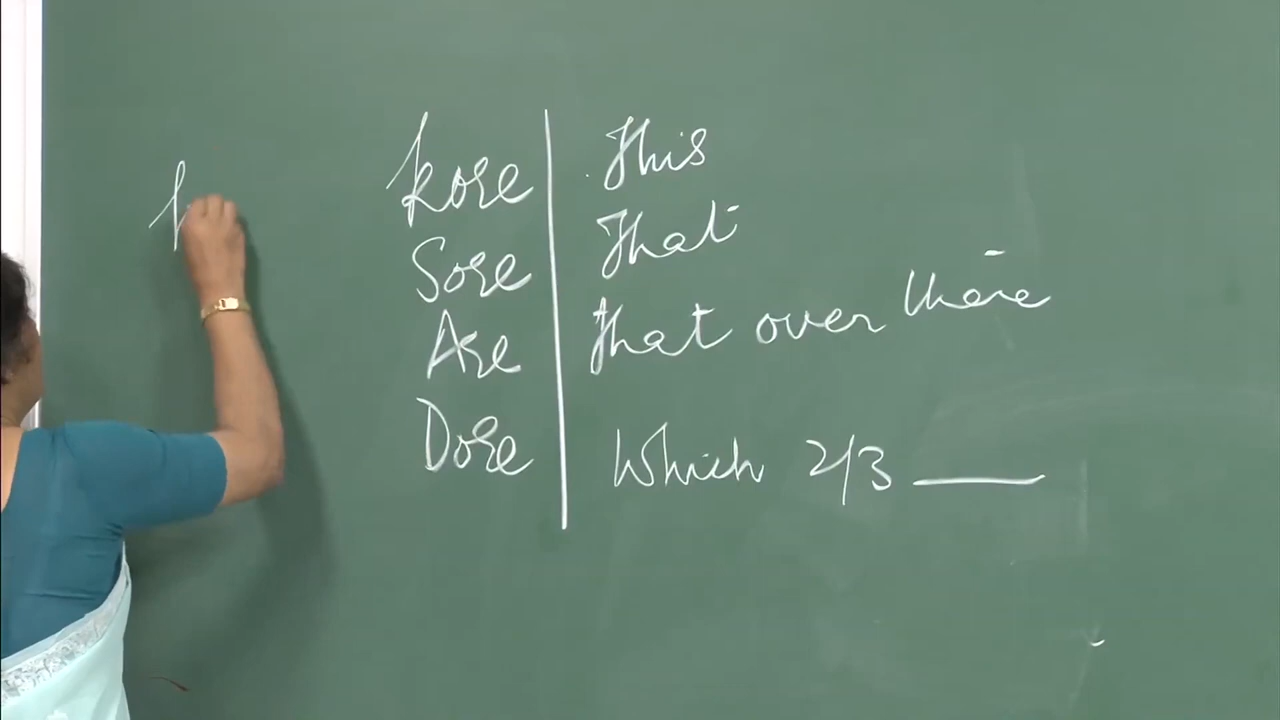 Kore This
Sore That
Are that over there
Dore Which 2/3 ____